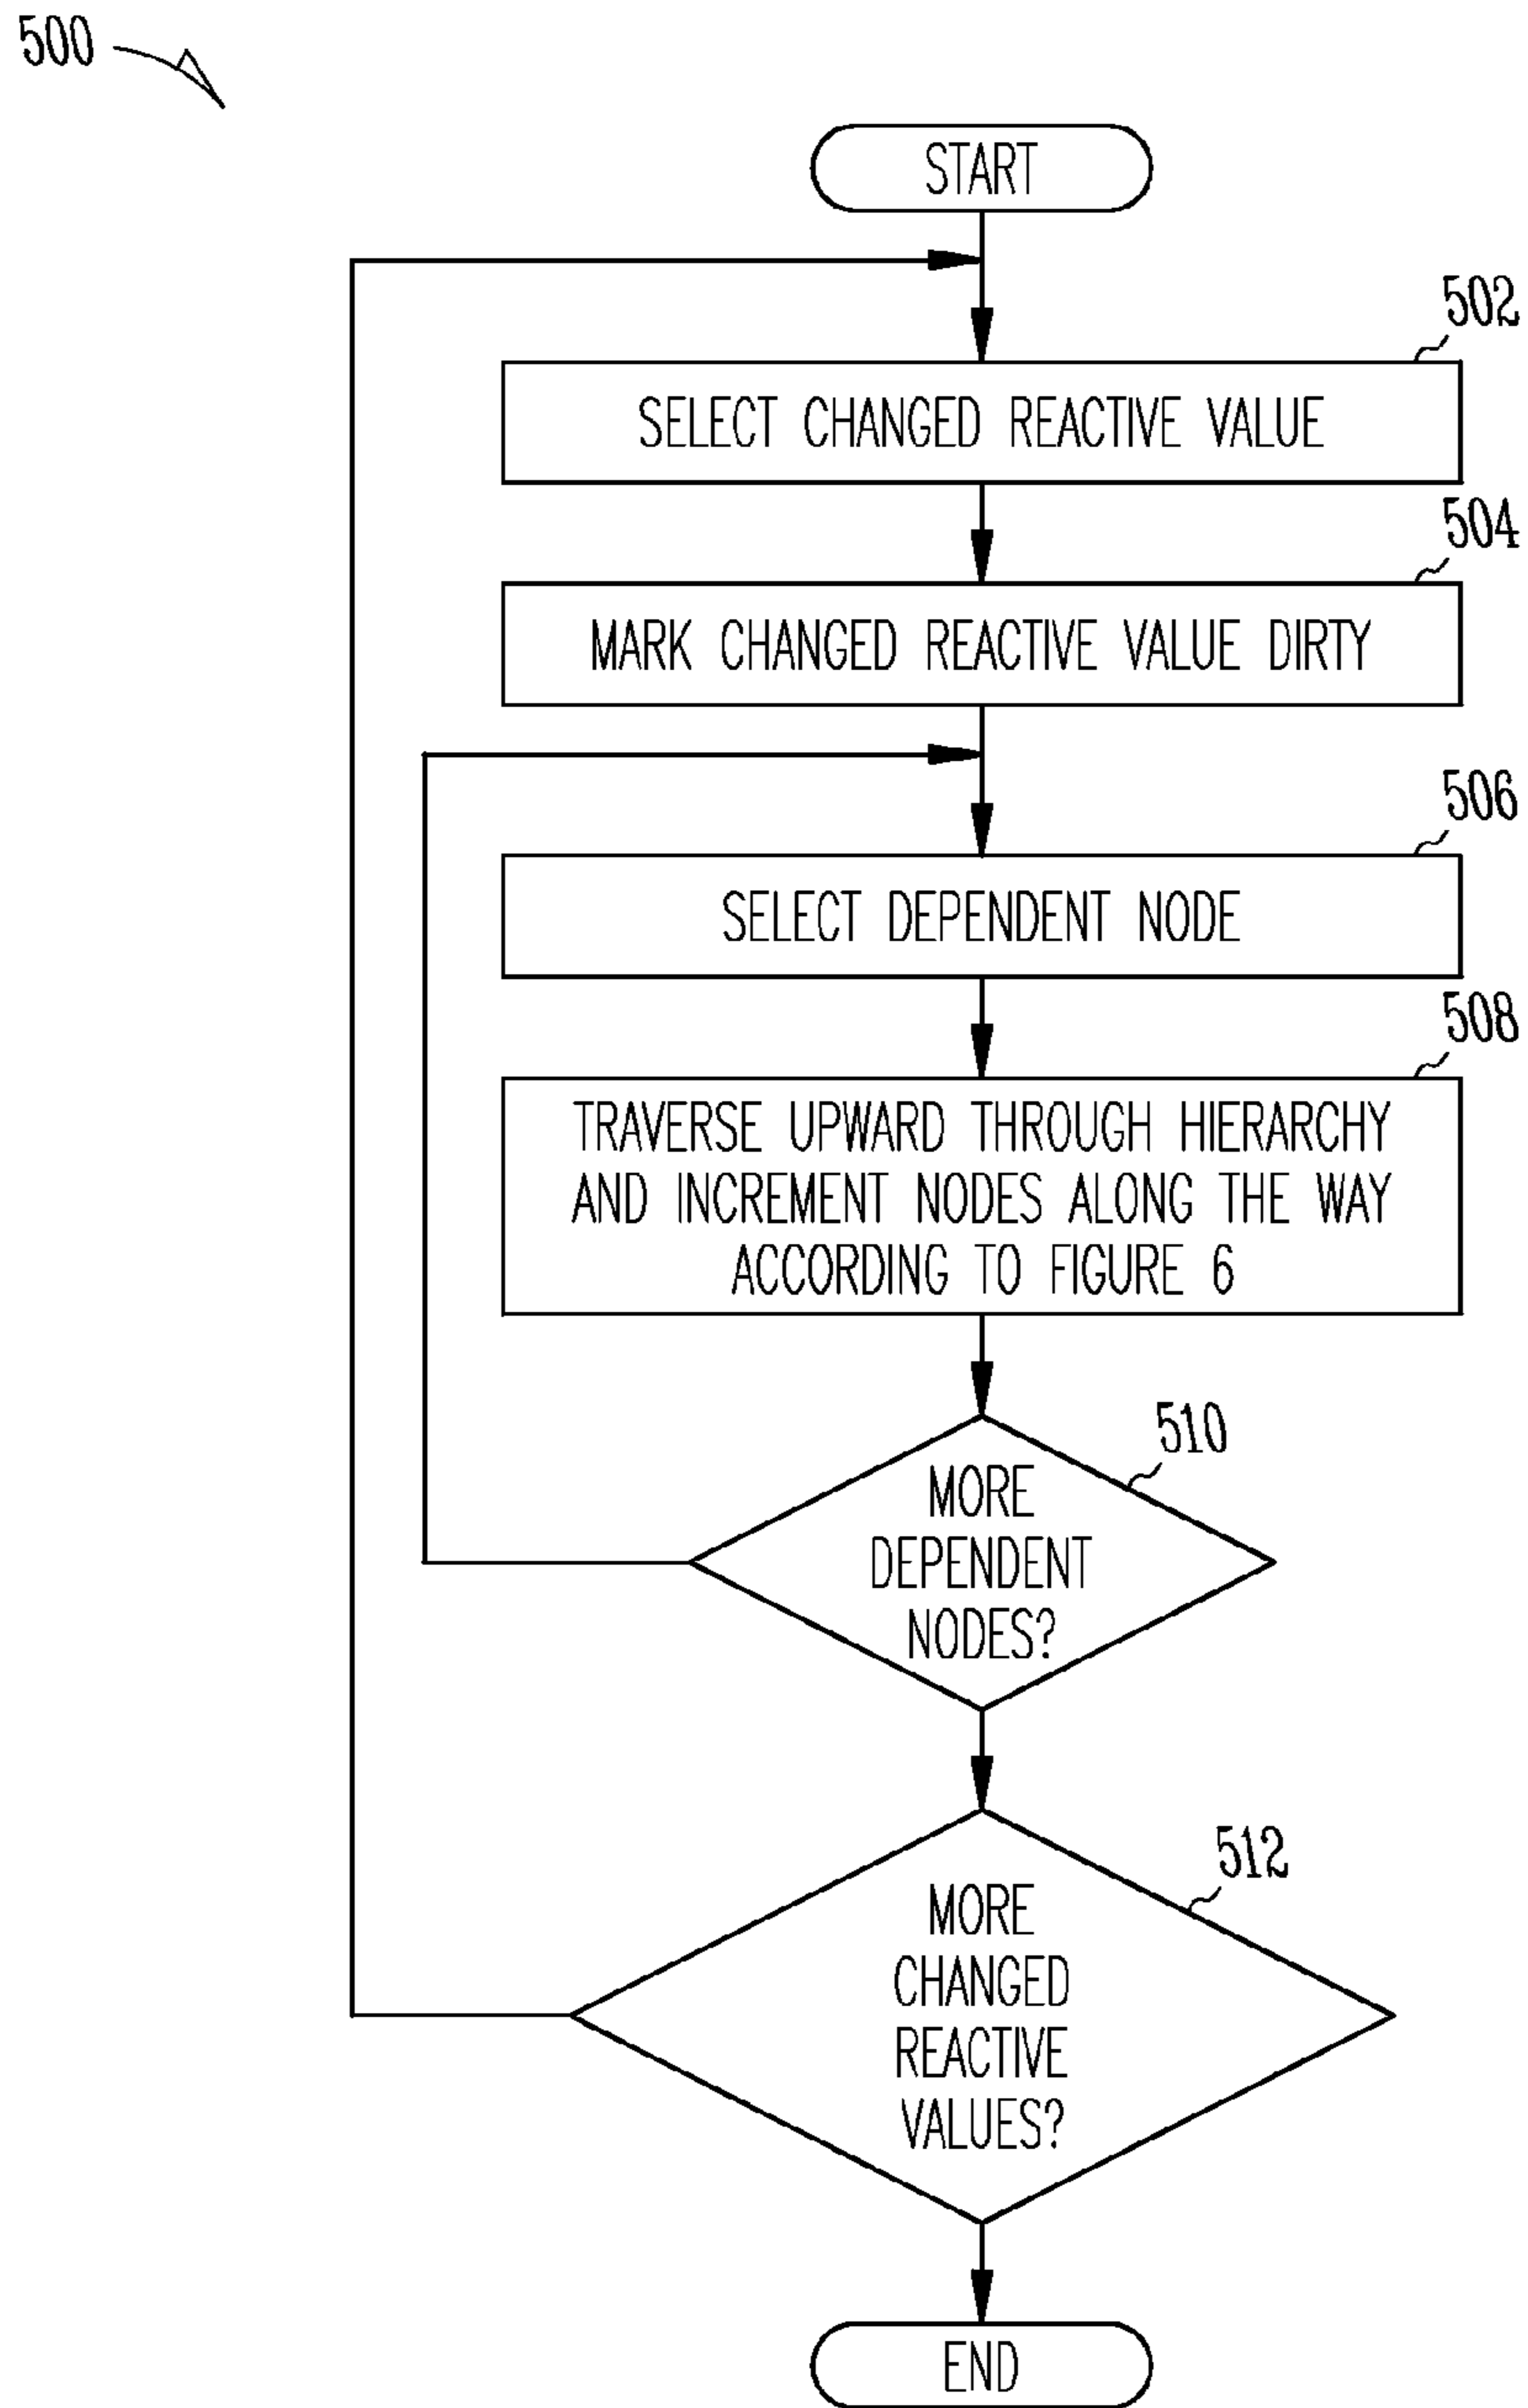 500
START
502
SELECT CHANGED REACTIVE VALUE
504
MARK CHANGED REACTIVE VALUE DIRTY
506
SELECT DEPENDENT NODE
508
TRAVERSE UPWARD THROUGH HIERARCHY
AND INCREMENT NODES ALONG THE WAY
ACCORDING TO FIGURE 6
510
MORE
DEPENDENT
NODES?
512
MORE
CHANGED
REACTIVE
VALUES?
END